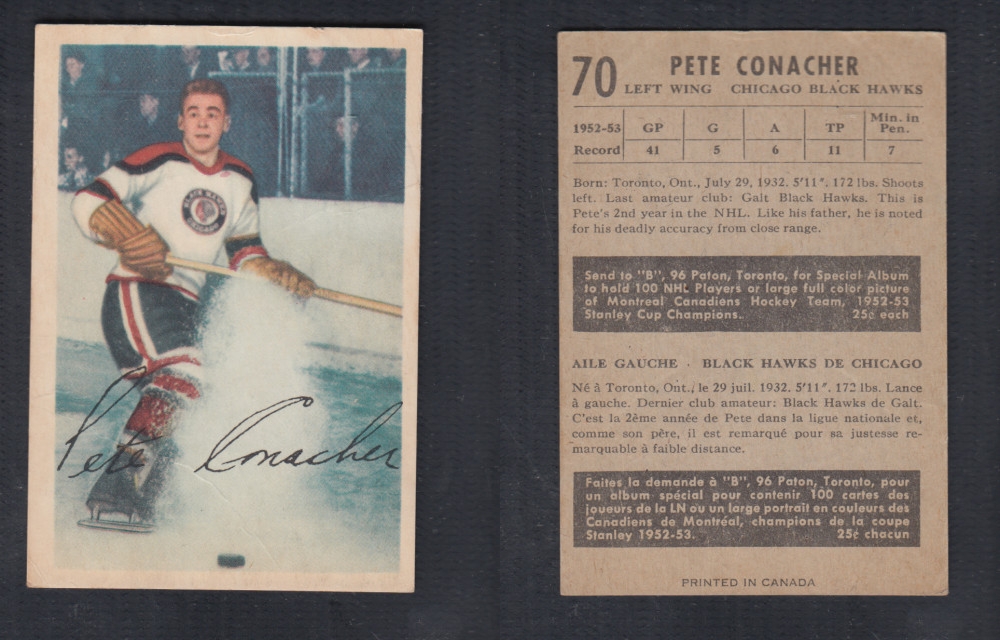 BLACK HAWKS
CHICAGO
Pete Conacher
70 PETE CONACHER
LEFT WING CHICAGO BLACK HAWKS
1952-53 GP G A TP Min. in Pen.
Record 41 5 6 11 7
Born: Toronto, Ont., July 29, 1932. 5'11". 172 lbs. Shoots
left. Last amateur club: Galt Black Hawks. This is
Pete's 2nd year in the NHL. Like his father, he is noted
for his deadly accuracy from close range.
Send to "B", 96 Paton, Toronto, for Special Album
to hold 100 NHL Players or large full color picture
of Montreal Canadiens Hockey Team, 1952-53
Stanley Cup Champions. 25¢ each
AILE GAUCHE · BLACK HAWKS DE CHICAGO
Né à Toronto, Ont., le 29 juil. 1932. 5'11". 172 lbs. Lance
à gauche. Dernier club amateur: Black Hawks de Galt.
C'est la 2ème année de Pete dans la ligue nationale et,
comme son père, il est remarqué pour sa justesse re-
marquable à faible distance.
Faites la demande à "B", 96 Paton, Toronto, pour
un album spécial pour contenir 100 cartes des
joueurs de la LN ou un large portrait en couleurs des
Canadiens de Montréal, champions de la coupe
Stanley 1952-53. 25¢ chacun
PRINTED IN CANADA